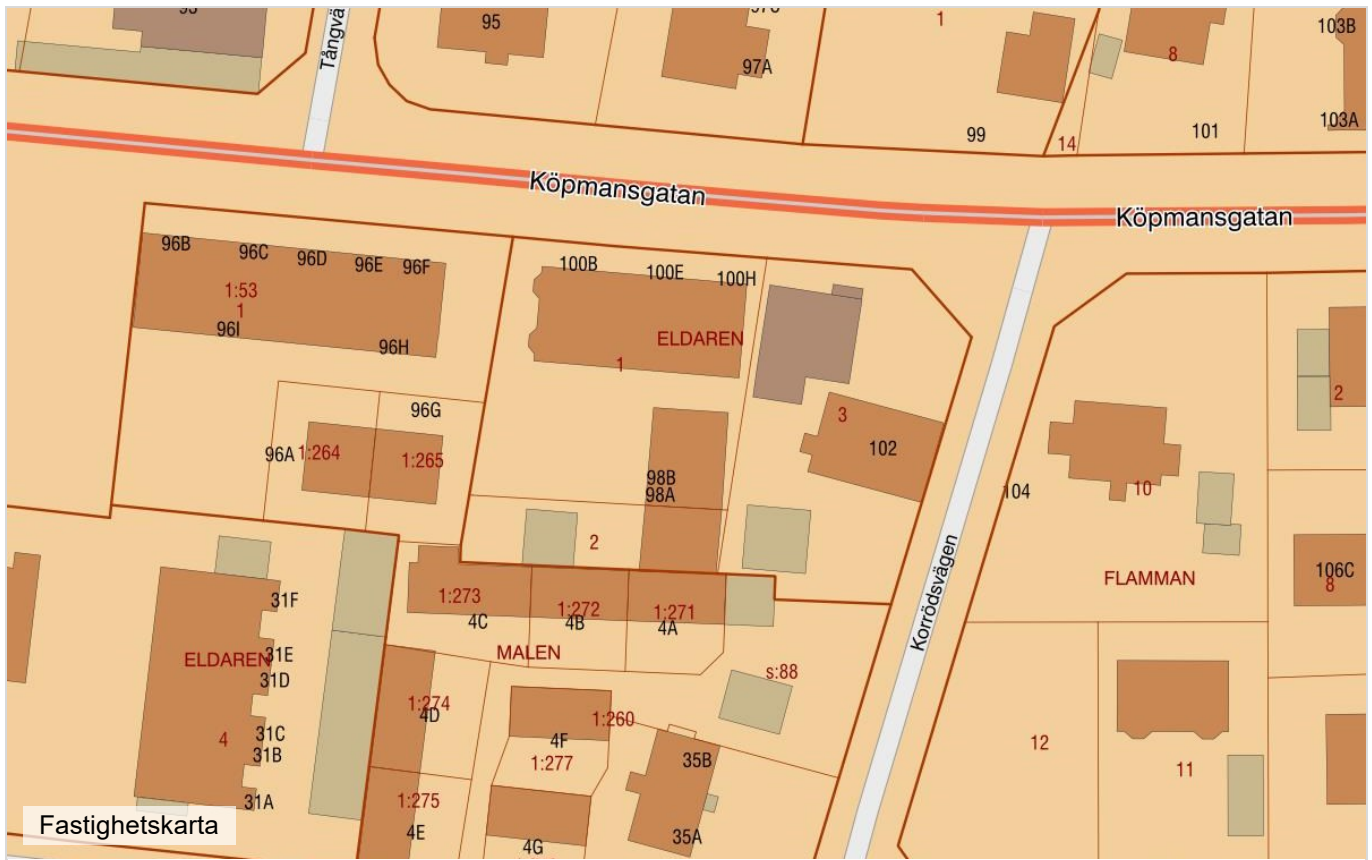 95
97A
1
8
103B
103A
99
14
101
Tångvä
Köpmansgatan
Köpmansgatan
96B
96C
96D
96E
96F
1:53
1
96I
96H
100B
100E
100H
ELDAREN
1
3
102
2
96G
96A
1:264
1:265
98B
98A
2
104
10
FLAMMAN
106C
8
Korrödsvägen
1:273
4C
1:272
4B
1:271
4A
MALEN
s:88
31F
ELDAREN
31E
31D
4
31C
31B
31A
1:274
4D
1:260
4F
1:277
35B
12
11
1:275
4E
4G
35A
Fastighetskarta